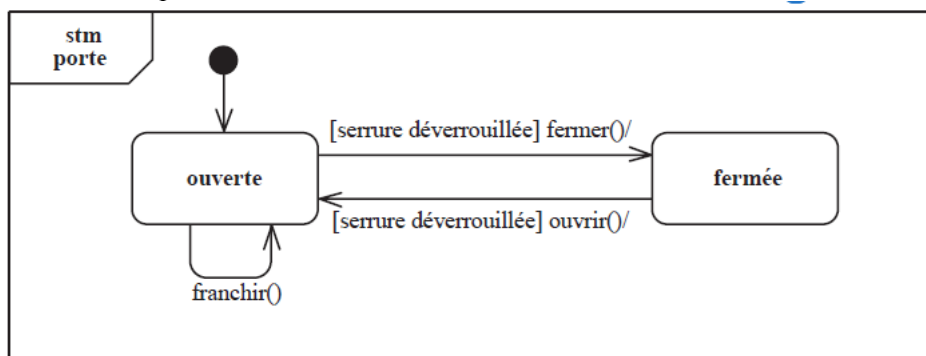 stm
porte
[serrure déverrouillée] fermer()/
ouverte
fermée
[serrure déverrouillée] ouvrir()/
franchir()